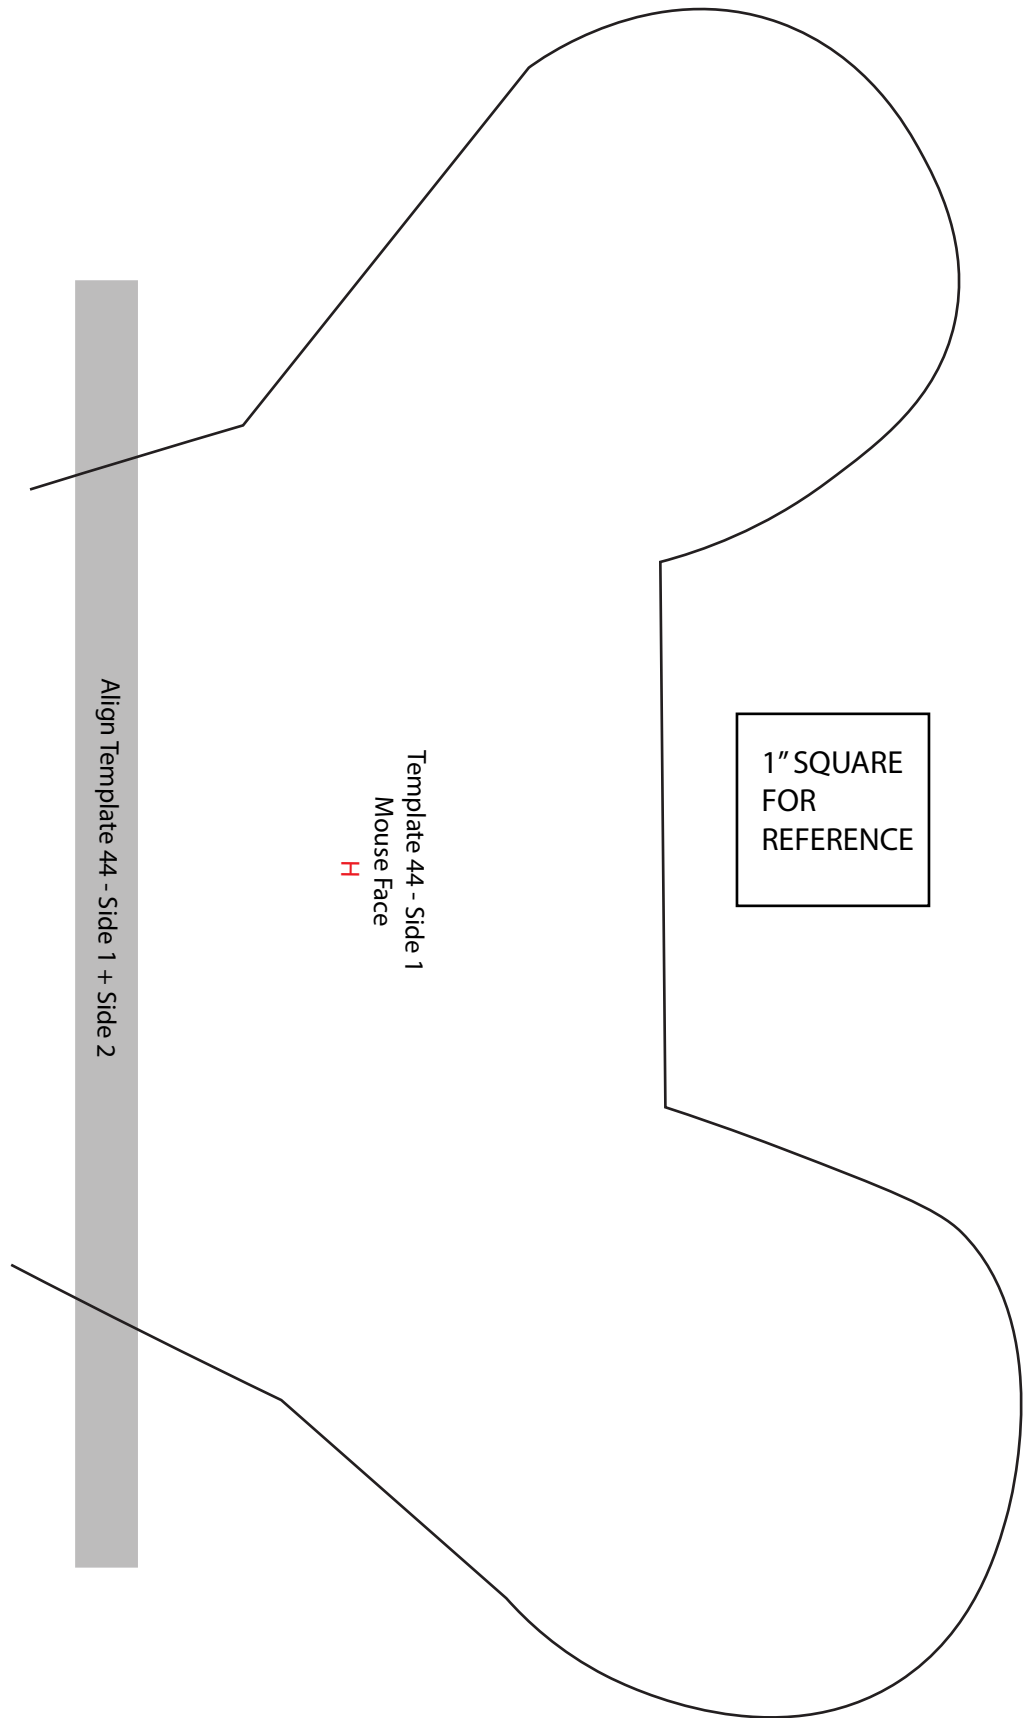 1" SQUARE
FOR
REFERENCE
Template 44 - Side 1
Mouse Face
H
Align Template 44 - Side 1 + Side 2